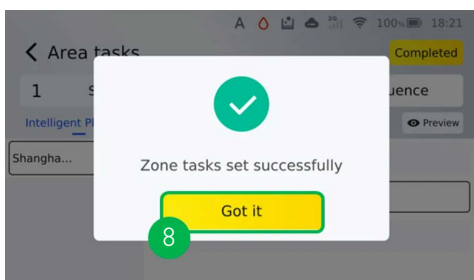 A 100% 18:21
Area tasks Completed
1 S uence
Intelligent Pl Preview
Shangha...
Zone tasks set successfully
Got it
8